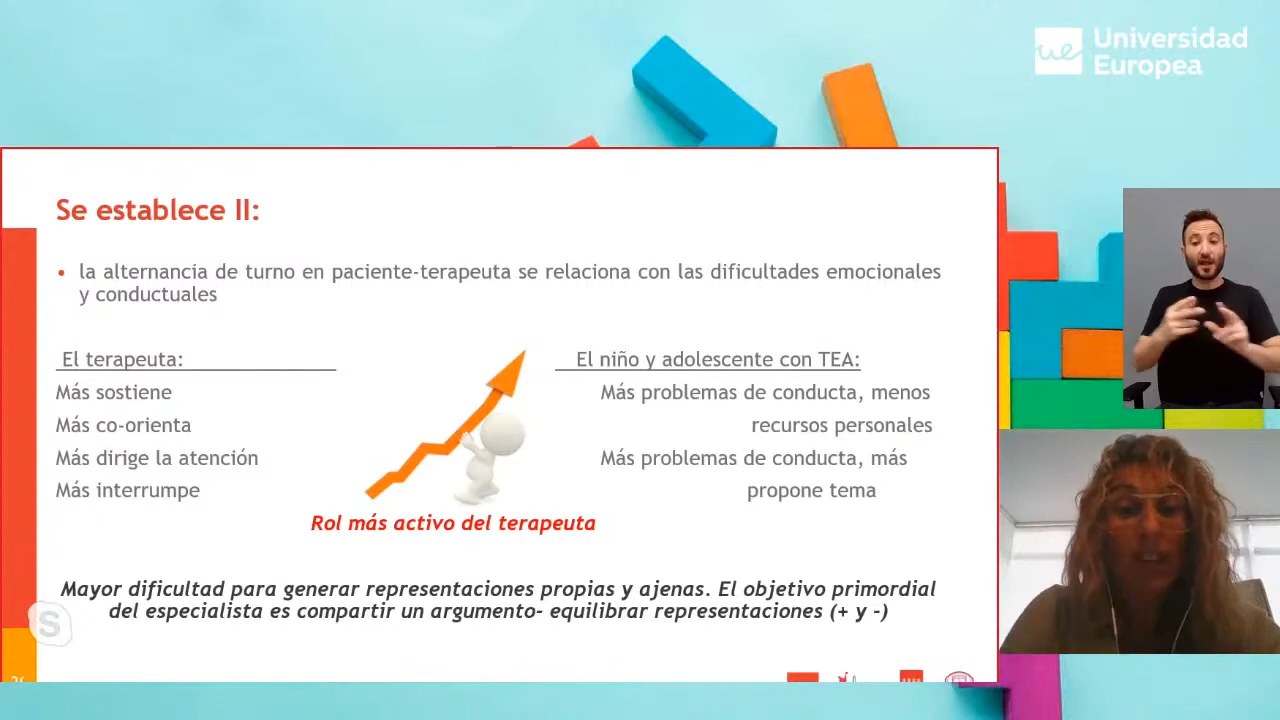 Universidad
Europea
ue
Se establece II:
• la alternancia de turno en paciente-terapeuta se relaciona con las dificultades emocionales
y conductuales
El terapeuta:
Más sostiene
Más co-orienta
Más dirige la atención
Más interrumpe
El niño y adolescente con TEA:
Más problemas de conducta, menos
recursos personales
Más problemas de conducta, más
propone tema
Rol más activo del terapeuta
Mayor dificultad para generar representaciones propias y ajenas. El objetivo primordial
del especialista es compartir un argumento- equilibrar representaciones (+ y -)
S